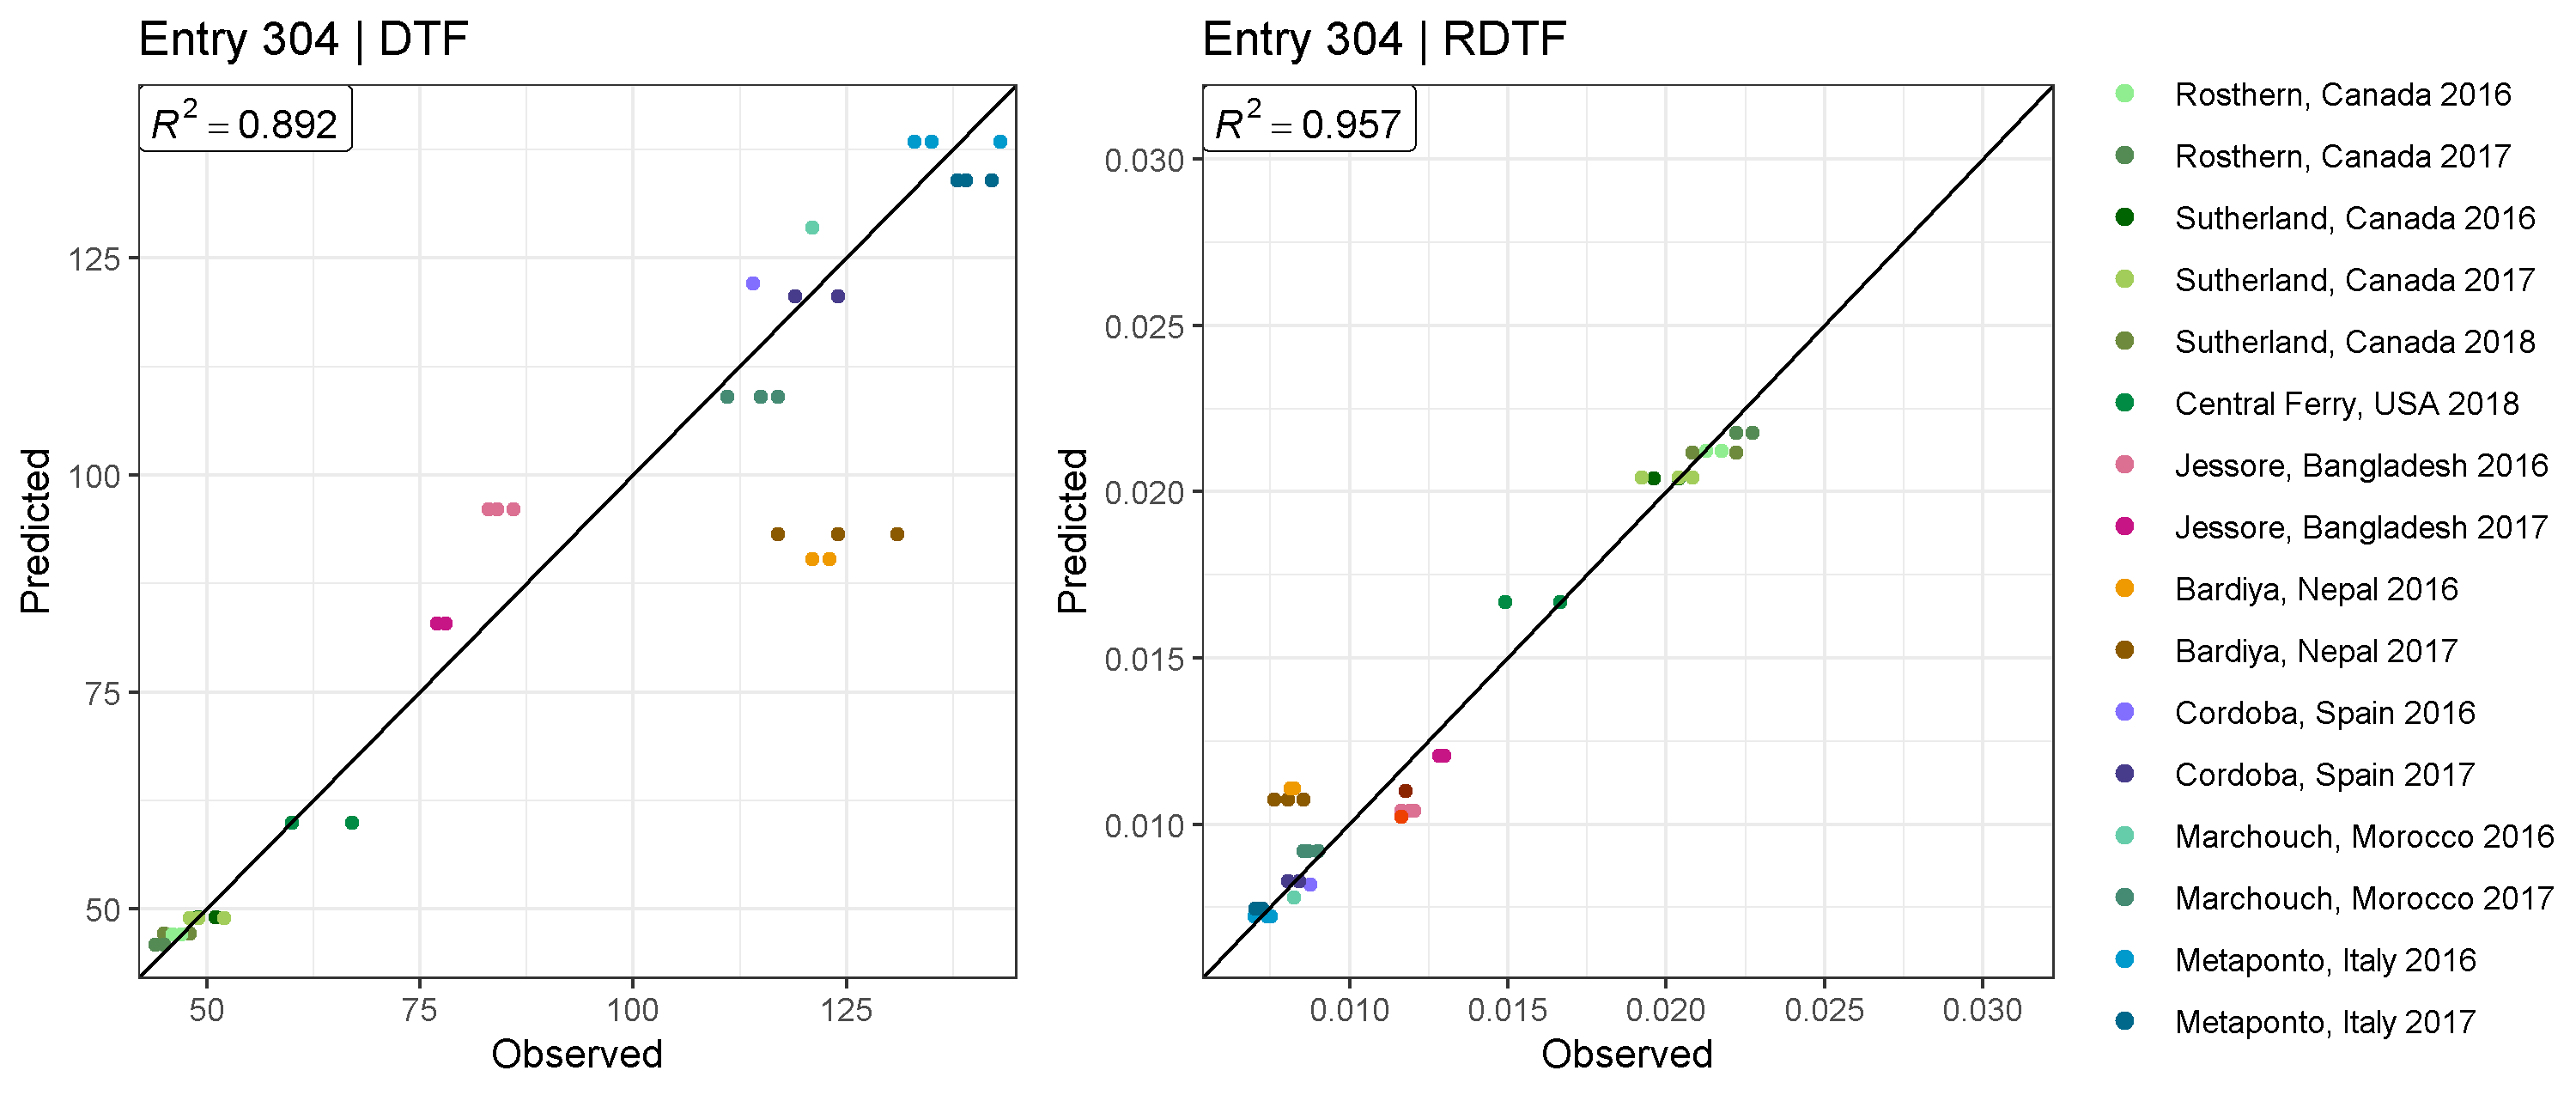 Entry 304 | DTF
R² = 0.892
125
100
75
50
50 75 100 125
Observed
Predicted
Entry 304 | RDTF
R² = 0.957
0.030
0.025
0.020
0.015
0.010
0.010 0.015 0.020 0.025 0.030
Observed
Predicted
Rosthern, Canada 2016
Rosthern, Canada 2017
Sutherland, Canada 2016
Sutherland, Canada 2017
Sutherland, Canada 2018
Central Ferry, USA 2018
Jessore, Bangladesh 2016
Jessore, Bangladesh 2017
Bardiya, Nepal 2016
Bardiya, Nepal 2017
Cordoba, Spain 2016
Cordoba, Spain 2017
Marchouch, Morocco 2016
Marchouch, Morocco 2017
Metaponto, Italy 2016
Metaponto, Italy 2017